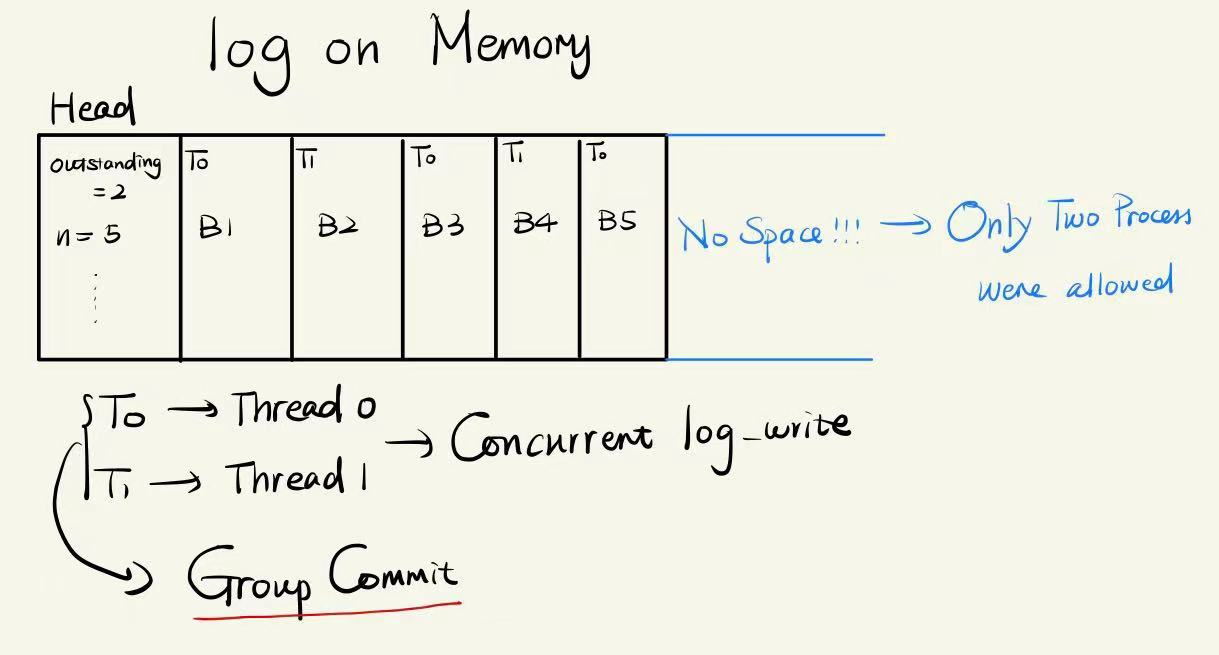 log on Memory
Head
outstanding
=2
n = 5
T0
B1
T1
B2
T0
B3
T1
B4
T0
B5
No Space!!! → Only Two Process
were allowed
T0 → Thread 0
T1 → Thread 1
→ Concurrent log_write
Group Commit